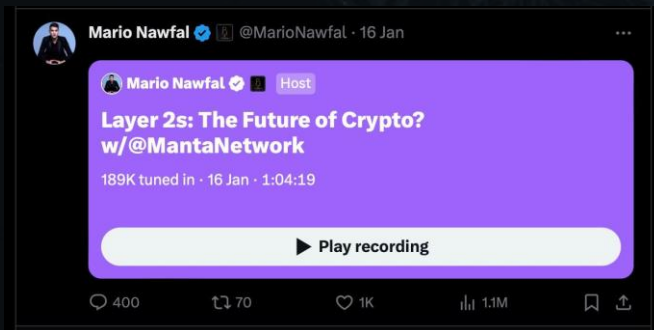 Mario Nawfal @MarioNawfal · 16 Jan
Mario Nawfal Host
Layer 2s: The Future of Crypto?
w/@MantaNetwork
189K tuned in · 16 Jan · 1:04:19
Play recording
400 70 1K 1.1M